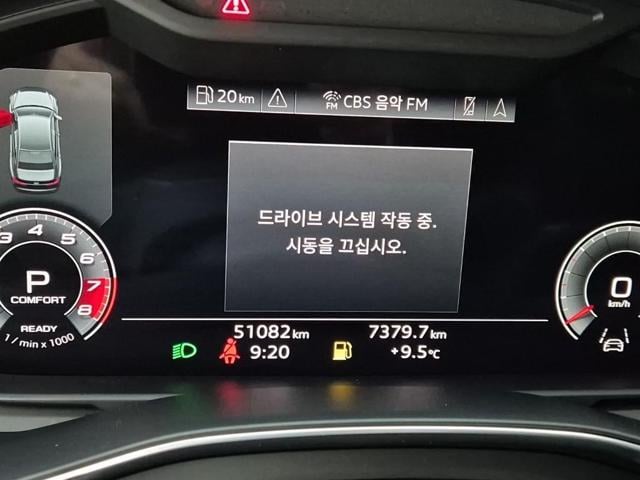 20 km
CBS 음악 FM
FM
드라이브 시스템 작동 중.
시동을 끄십시오.
3 4 5 6 7 8
P
COMFORT
READY
1 / min x 1000
0
km/h
51082 km
7379.7 km
9:20
+9.5 °C